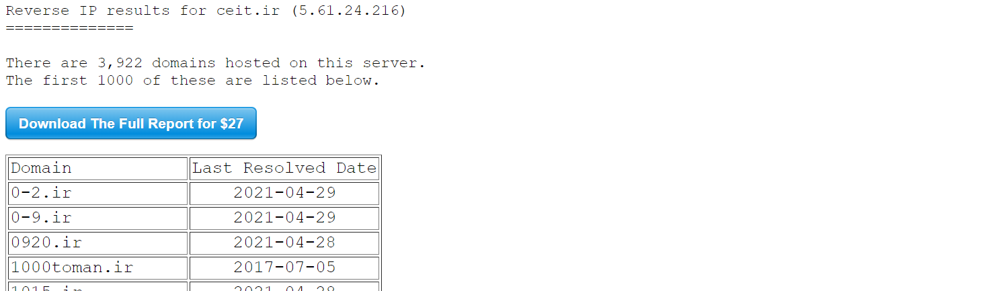 Reverse IP results for ceit.ir (5.61.24.216)
==============
There are 3,922 domains hosted on this server.
The first 1000 of these are listed below.
Download The Full Report for $27
Domain Last Resolved Date
0-2.ir 2021-04-29
0-9.ir 2021-04-29
0920.ir 2021-04-28
1000toman.ir 2017-07-05